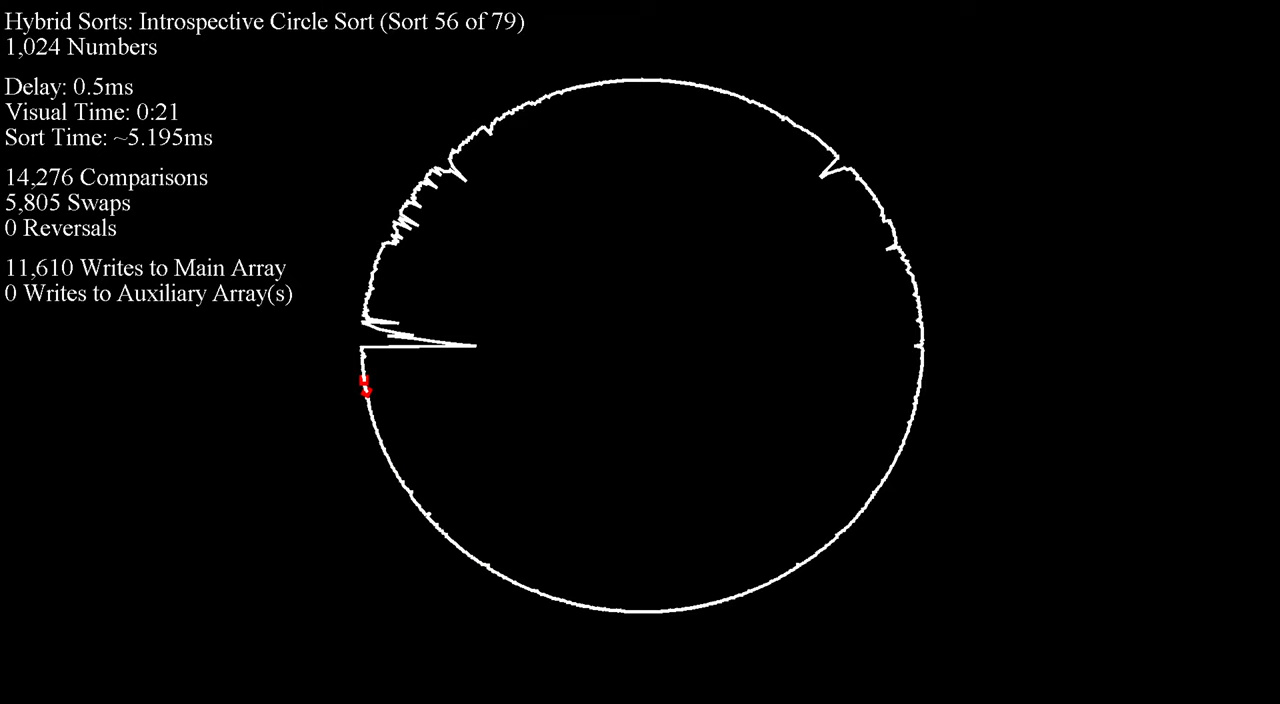 Hybrid Sorts: Introspective Circle Sort (Sort 56 of 79)
1,024 Numbers
Delay: 0.5ms
Visual Time: 0:21
Sort Time: ~5.195ms
14,276 Comparisons
5,805 Swaps
0 Reversals
11,610 Writes to Main Array
0 Writes to Auxiliary Array(s)